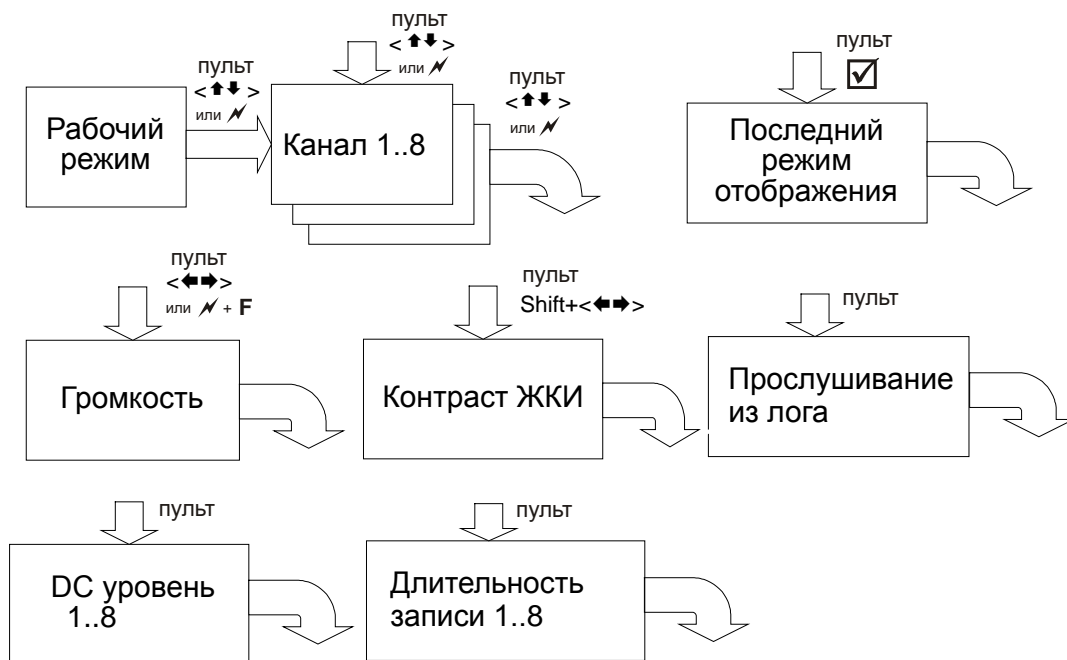 пульт
< ⬆⬇ >
или
пульт
< ⬆⬇ >
или
пульт
< ⬆⬇ >
или
пульт
☑
Рабочий
режим
Канал 1..8
Последний
режим
отображения
пульт
<⬅➡>
или + F
пульт
Shift+<⬅➡>
пульт
Громкость
Контраст ЖКИ
Прослушивание
из лога
пульт
пульт
DC уровень
1..8
Длительность
записи 1..8